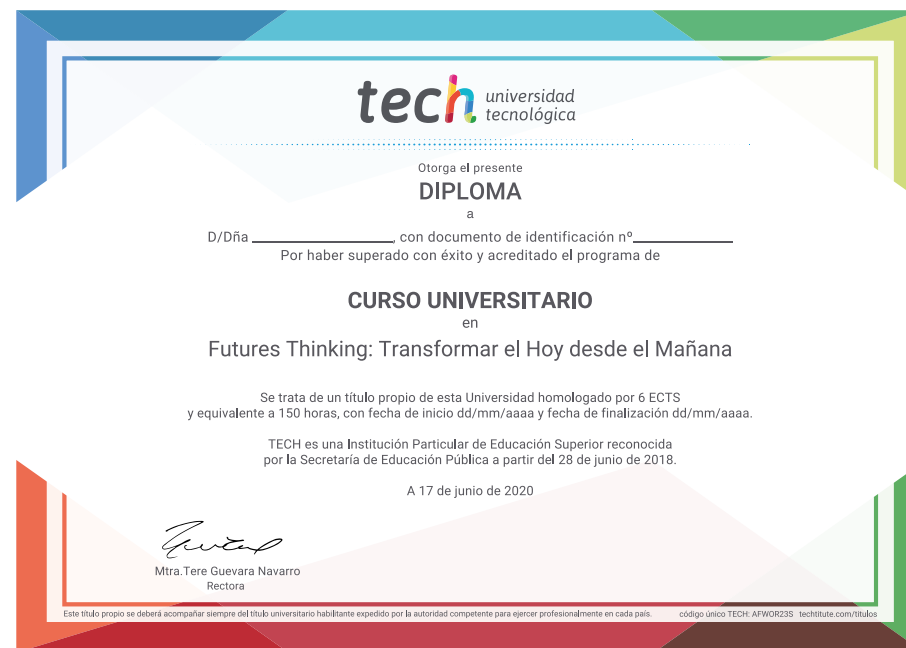 tech universidad
tecnológica
Otorga el presente
DIPLOMA
a
D/Dña ____________________, con documento de identificación nº______________
Por haber superado con éxito y acreditado el programa de
CURSO UNIVERSITARIO
en
Futures Thinking: Transformar el Hoy desde el Mañana
Se trata de un título propio de esta Universidad homologado por 6 ECTS
y equivalente a 150 horas, con fecha de inicio dd/mm/aaaa y fecha de finalización dd/mm/aaaa.
TECH es una Institución Particular de Educación Superior reconocida
por la Secretaría de Educación Pública a partir del 28 de junio de 2018.
A 17 de junio de 2020
Mtra.Tere Guevara Navarro
Rectora
Este título propio se deberá acompañar siempre del título universitario habilitante expedido por la autoridad competente para ejercer profesionalmente en cada país. código único TECH: AFWOR23S techtitute.com/titulos